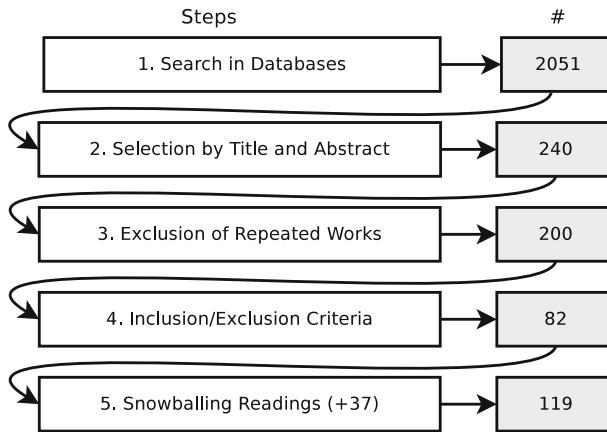 Steps #
1. Search in Databases 2051
2. Selection by Title and Abstract 240
3. Exclusion of Repeated Works 200
4. Inclusion/Exclusion Criteria 82
5. Snowballing Readings (+37) 119